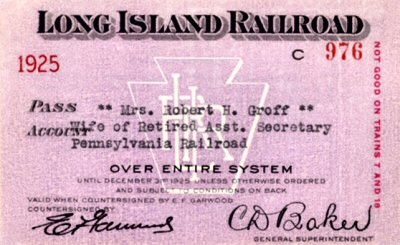 LONG ISLAND RAILROAD
1925
C 976
PASS ** Mrs. Robert H. Groff **
ACCOUNT Wife of Retired Asst. Secretary
Pennsylvania Railroad
OVER ENTIRE SYSTEM
UNTIL DECEMBER 31ST 1925 UNLESS OTHERWISE ORDERED
AND SUBJECT TO CONDITIONS ON BACK
VALID WHEN COUNTERSIGNED BY E. F. GARWOOD
C D Baker
GENERAL SUPERINTENDENT
NOT GOOD ON TRAINS 7 AND 19